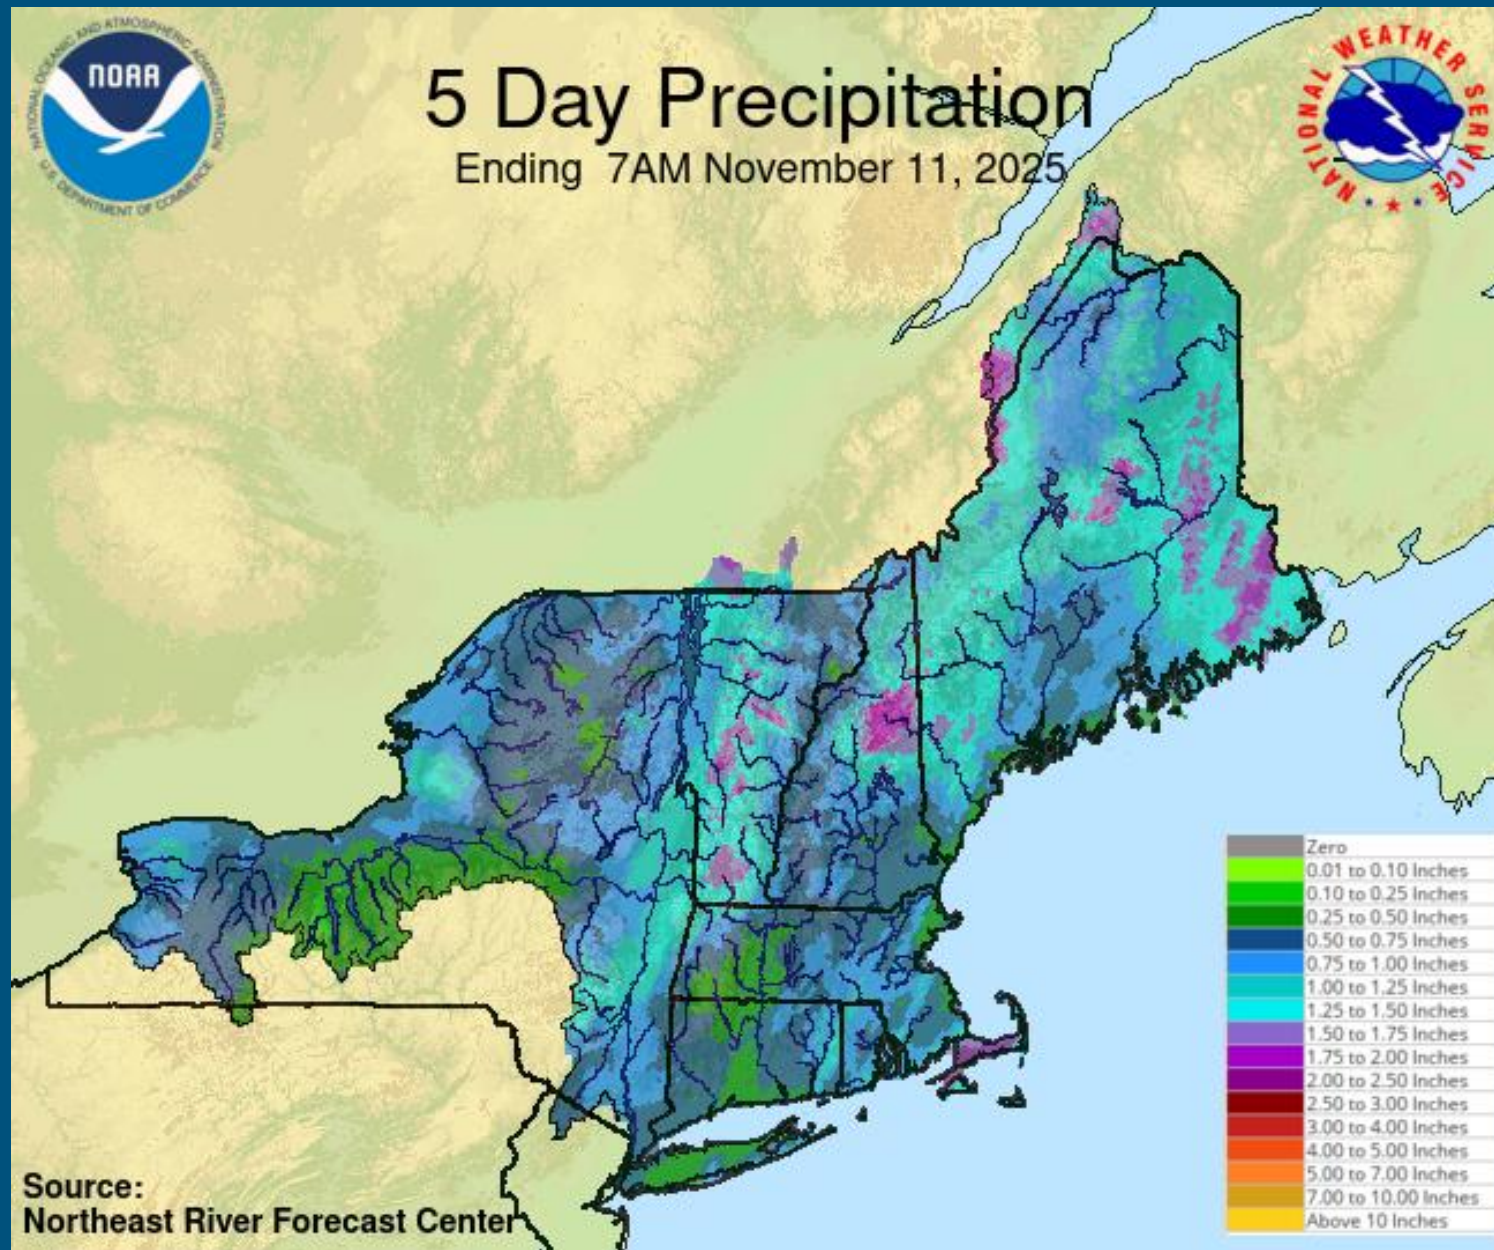 NATIONAL OCEANIC AND ATMOSPHERIC ADMINISTRATION
NOAA
U.S. DEPARTMENT OF COMMERCE
5 Day Precipitation
Ending 7AM November 11, 2025
NATIONAL WEATHER SERVICE
Zero
0.01 to 0.10 Inches
0.10 to 0.25 Inches
0.25 to 0.50 Inches
0.50 to 0.75 Inches
0.75 to 1.00 Inches
1.00 to 1.25 Inches
1.25 to 1.50 Inches
1.50 to 1.75 Inches
1.75 to 2.00 Inches
2.00 to 2.50 Inches
2.50 to 3.00 Inches
3.00 to 4.00 Inches
4.00 to 5.00 Inches
5.00 to 7.00 Inches
7.00 to 10.00 Inches
Above 10 Inches
Source:
Northeast River Forecast Center